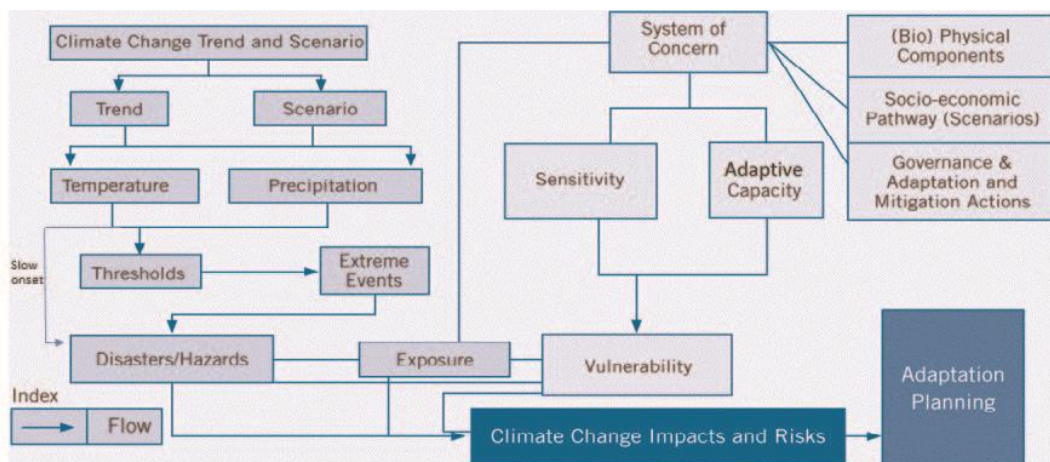 Climate Change Trend and Scenario
Trend
Scenario
Temperature
Precipitation
Slow
onset
Thresholds
Extreme
Events
Disasters/Hazards
Exposure
Index
Flow
System of
Concern
(Bio) Physical
Components
Socio-economic
Pathway (Scenarios)
Governance &
Adaptation and
Mitigation Actions
Sensitivity
Adaptive
Capacity
Vulnerability
Climate Change Impacts and Risks
Adaptation
Planning